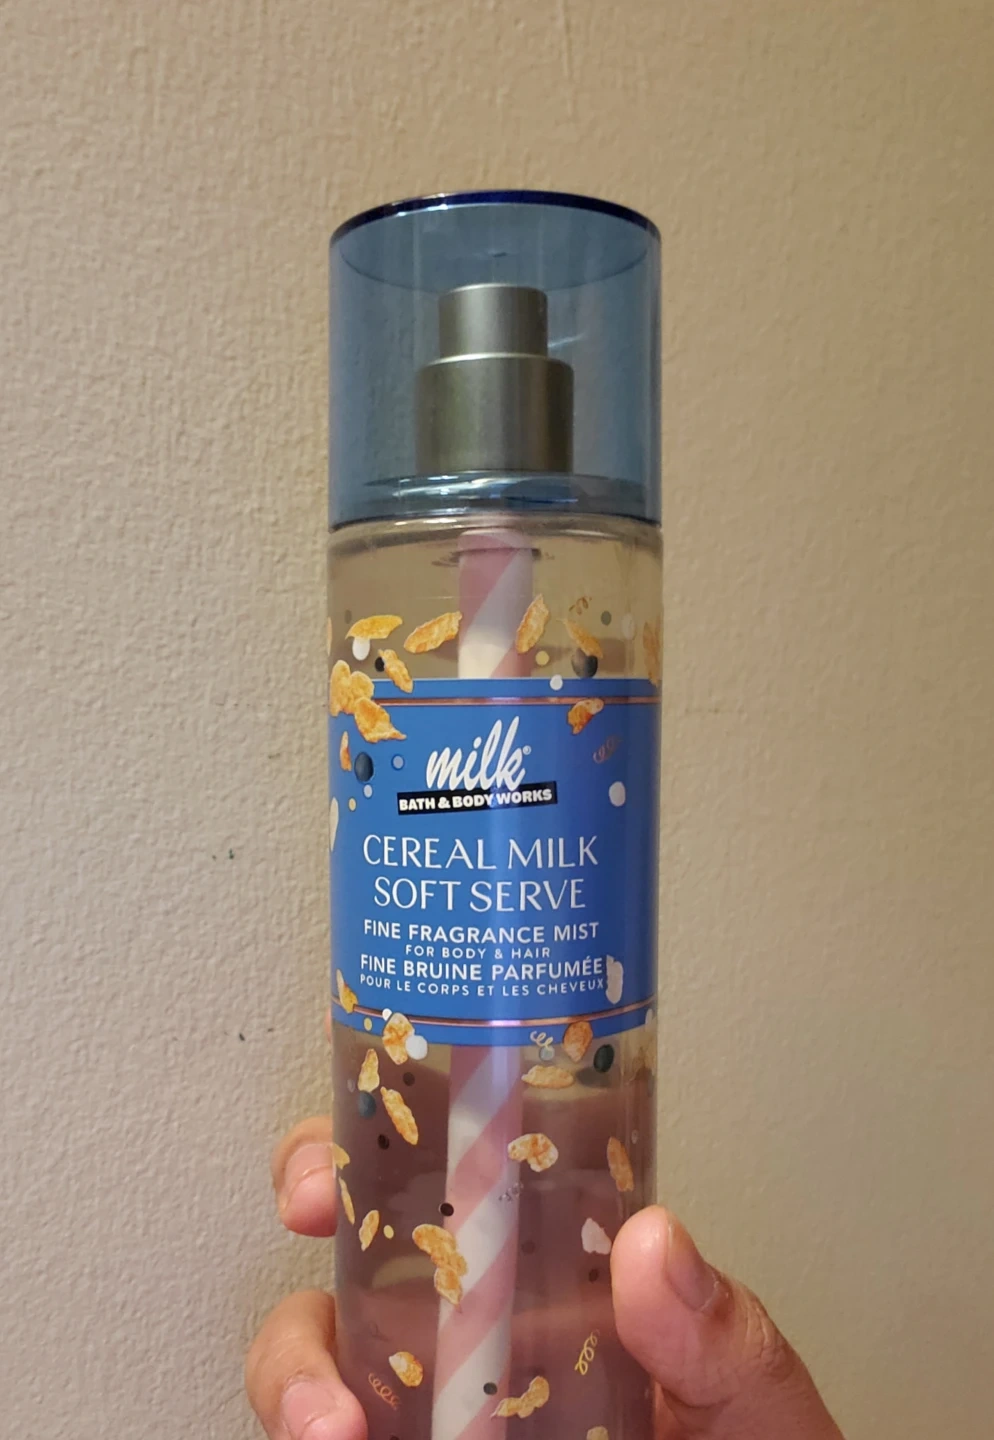 milk®
BATH & BODY WORKS
CEREAL MILK
SOFT SERVE
FINE FRAGRANCE MIST
FOR BODY & HAIR
FINE BRUINE PARFUMÉE
POUR LE CORPS ET LES CHEVEUX